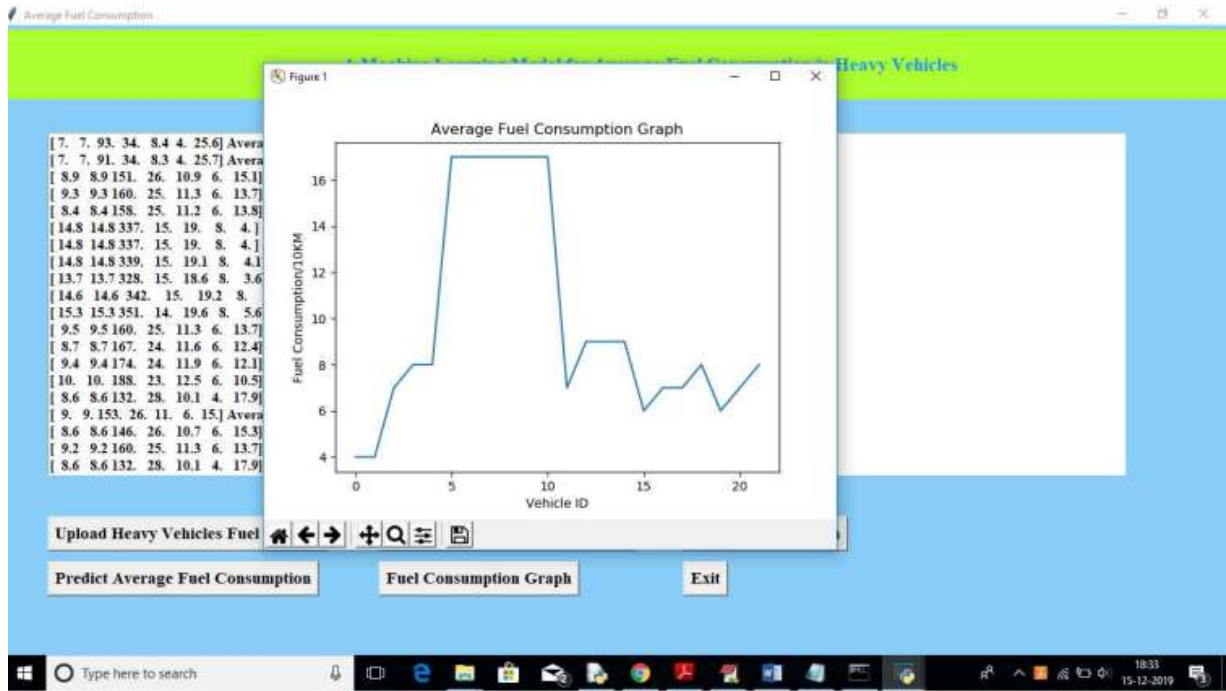 Average Fuel Consumption
Heavy Vehicles
Figure 1
[ 7. 7. 93. 34. 8.4 4. 25.6] Avera
[ 7. 7. 91. 34. 8.3 4. 25.7] Avera
[ 8.9 8.9 151. 26. 10.9 6. 15.1]
[ 9.3 9.3 160. 25. 11.3 6. 13.7]
[ 8.4 8.4 158. 25. 11.2 6. 13.8]
[ 14.8 14.8 337. 15. 19. 8. 4. ]
[ 14.8 14.8 337. 15. 19. 8. 4. ]
[ 14.8 14.8 339. 15. 19.1 8. 4.1
[ 13.7 13.7 328. 15. 18.6 8. 3.6
[ 14.6 14.6 342. 15. 19.2 8.
[ 15.3 15.3 351. 14. 19.6 8. 5.6
[ 9.5 9.5 160. 25. 11.3 6. 13.7]
[ 8.7 8.7 167. 24. 11.6 6. 12.4]
[ 9.4 9.4 174. 24. 11.9 6. 12.1]
[ 10. 10. 188. 23. 12.5 6. 10.5]
[ 8.6 8.6 132. 28. 10.1 4. 17.9]
[ 9. 9. 153. 26. 11. 6. 15.] Avera
[ 8.6 8.6 146. 26. 10.7 6. 15.3]
[ 9.2 9.2 160. 25. 11.3 6. 13.7]
[ 8.6 8.6 132. 28. 10.1 4. 17.9]
Average Fuel Consumption Graph
Fuel Consumption/10KM
16
14
12
10
8
6
4
0 5 10 15 20
Vehicle ID
Upload Heavy Vehicles Fuel
Predict Average Fuel Consumption
Fuel Consumption Graph
Exit
Type here to search
18:33
15-12-2019